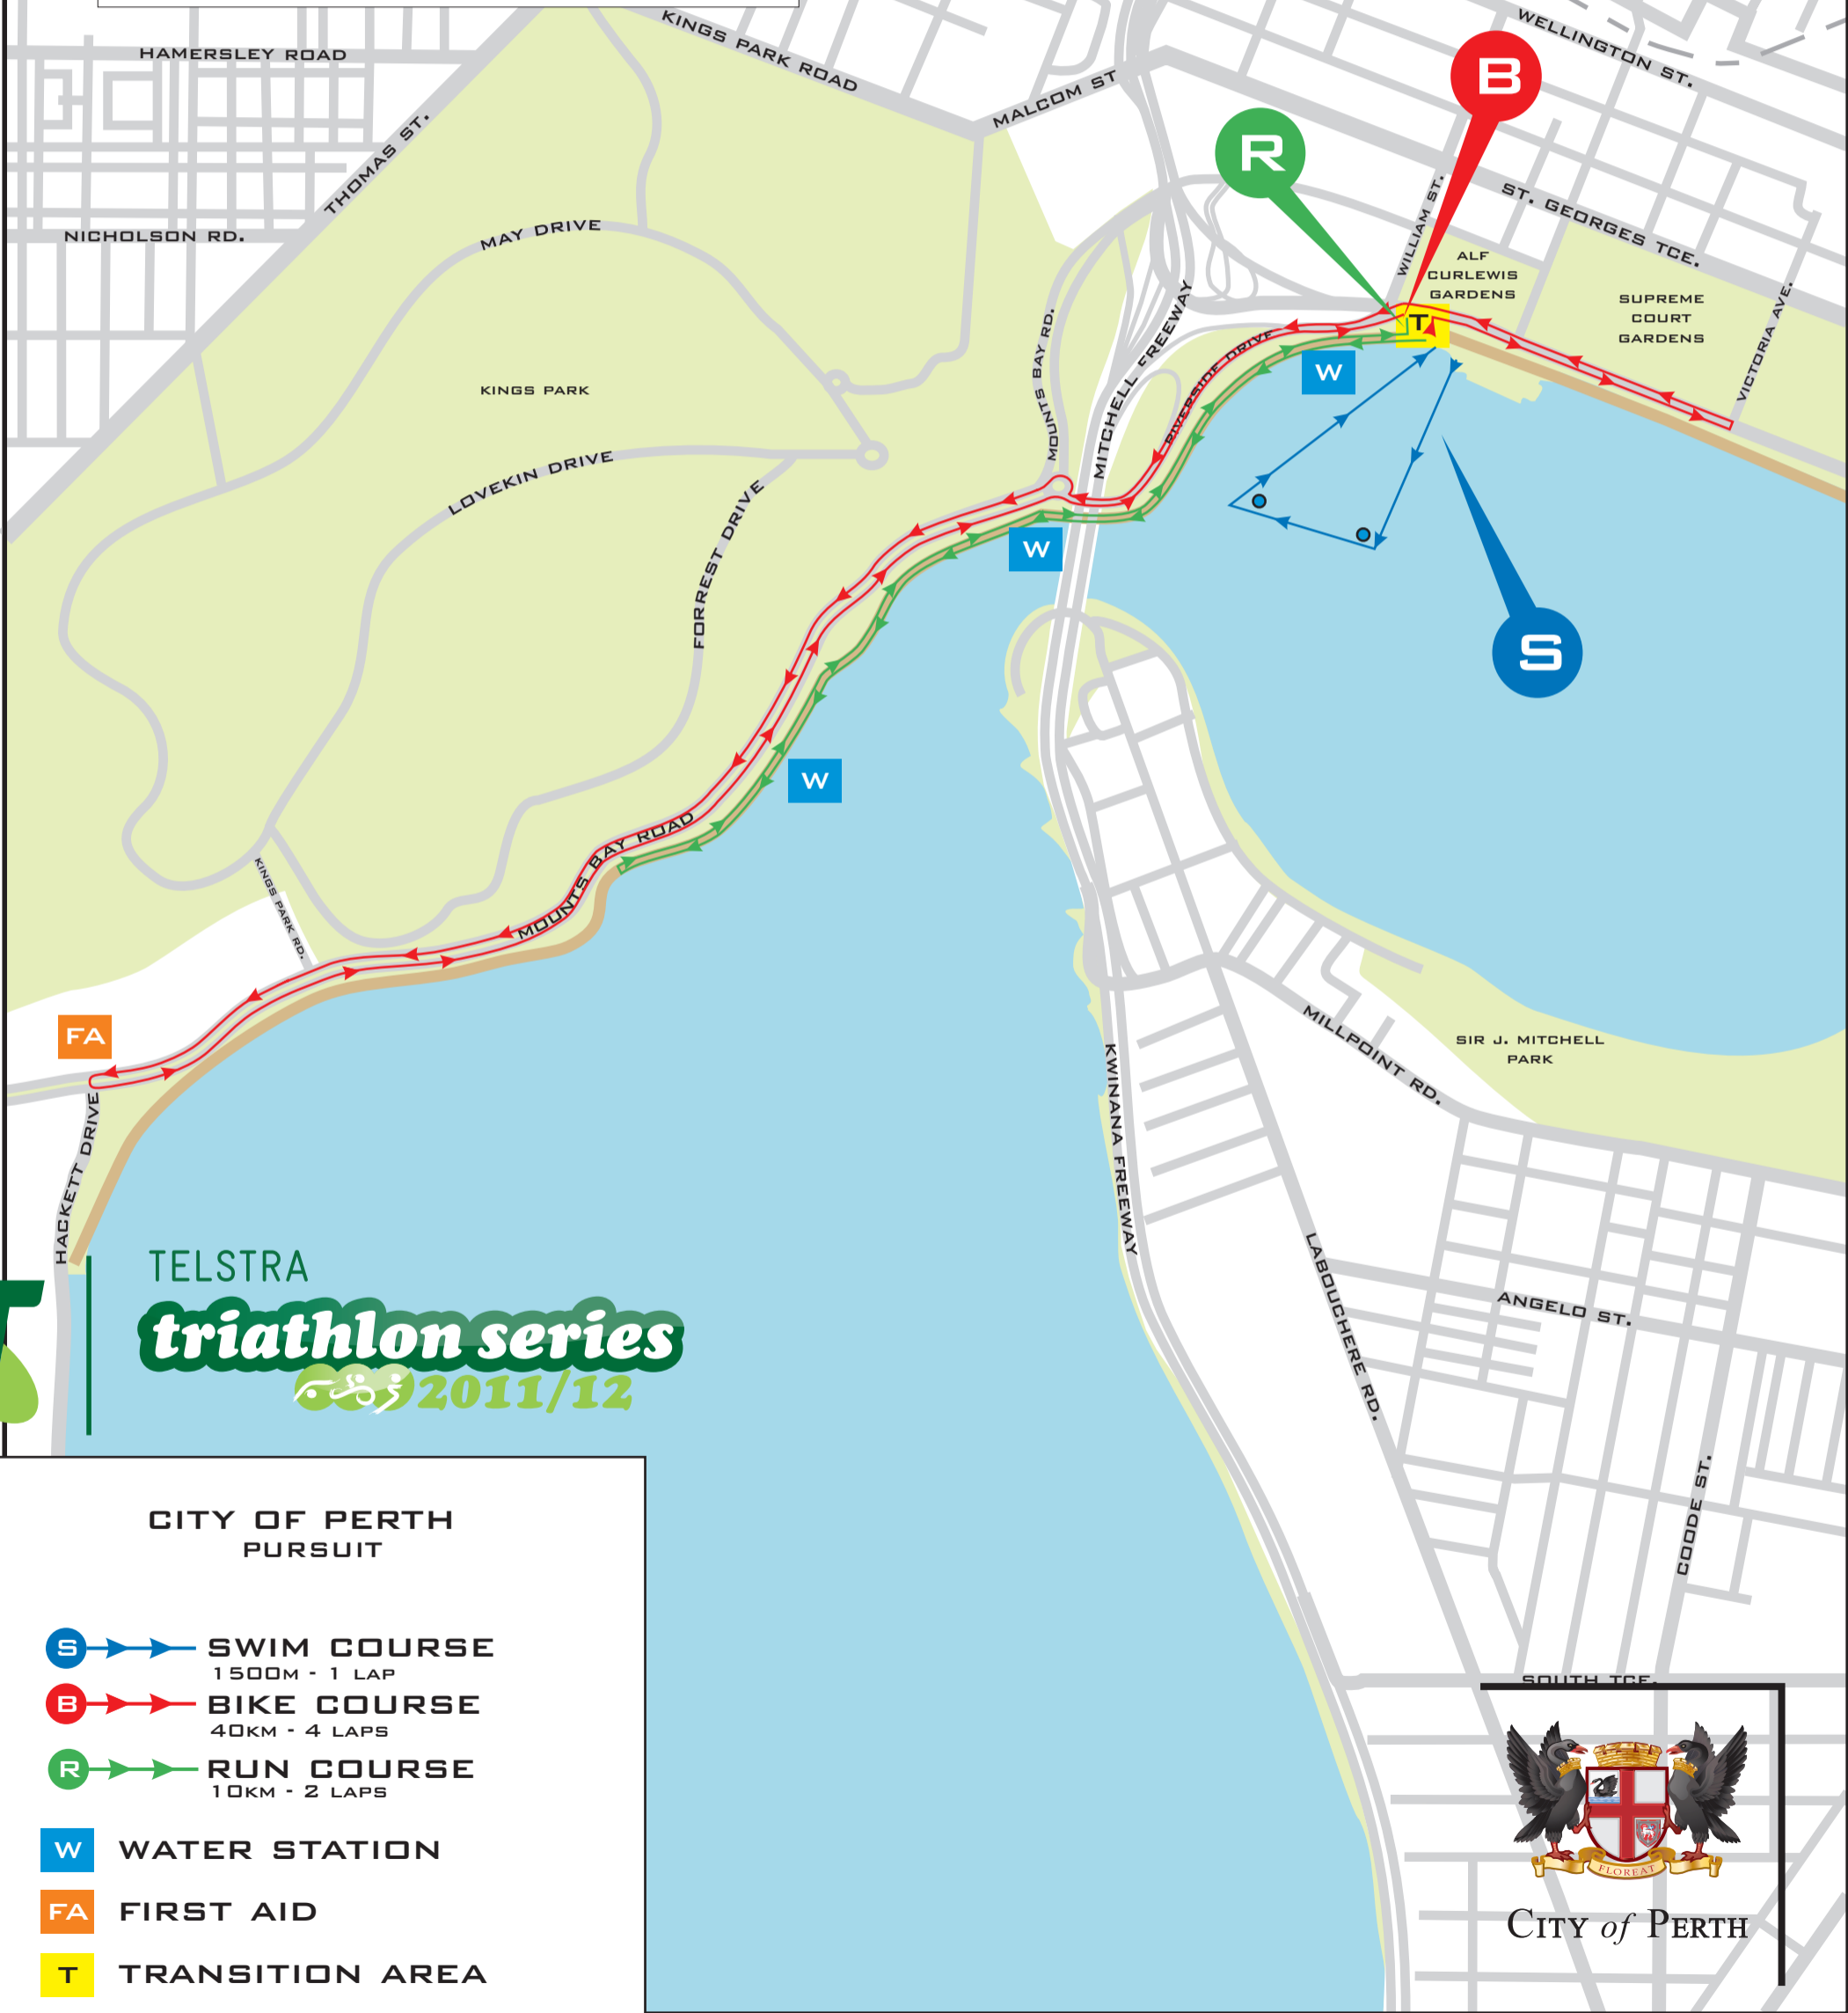 HAMERSLEY ROAD
KINGS PARK ROAD
WELLINGTON ST.
B
MALCOM ST
THOMAS ST.
R
NICHOLSON RD.
MAY DRIVE
WILLIAM ST.
ST. GEORGES TCE.
ALF
CURLEWIS
GARDENS
SUPREME
COURT
GARDENS
VICTORIA AVE.
T
MOUNTS BAY RD.
MITCHELL FREEWAY
RIVERSIDE DRIVE
W
KINGS PARK
LOVEKIN DRIVE
FORREST DRIVE
W
S
W
MOUNTS BAY ROAD
KINGS PARK RD.
FA
HACKETT DRIVE
MILLPOINT RD.
SIR J. MITCHELL
PARK
KWINANA FREEWAY
LABOUCHERE RD.
ANGELO ST.
COODE ST.
SOUTH TCE.
TELSTRA
triathlon series
2011/12
CITY OF PERTH
PURSUIT
S SWIM COURSE
1500M - 1 LAP
B BIKE COURSE
40KM - 4 LAPS
R RUN COURSE
10KM - 2 LAPS
W WATER STATION
FA FIRST AID
T TRANSITION AREA
FLOREAT
CITY of PERTH